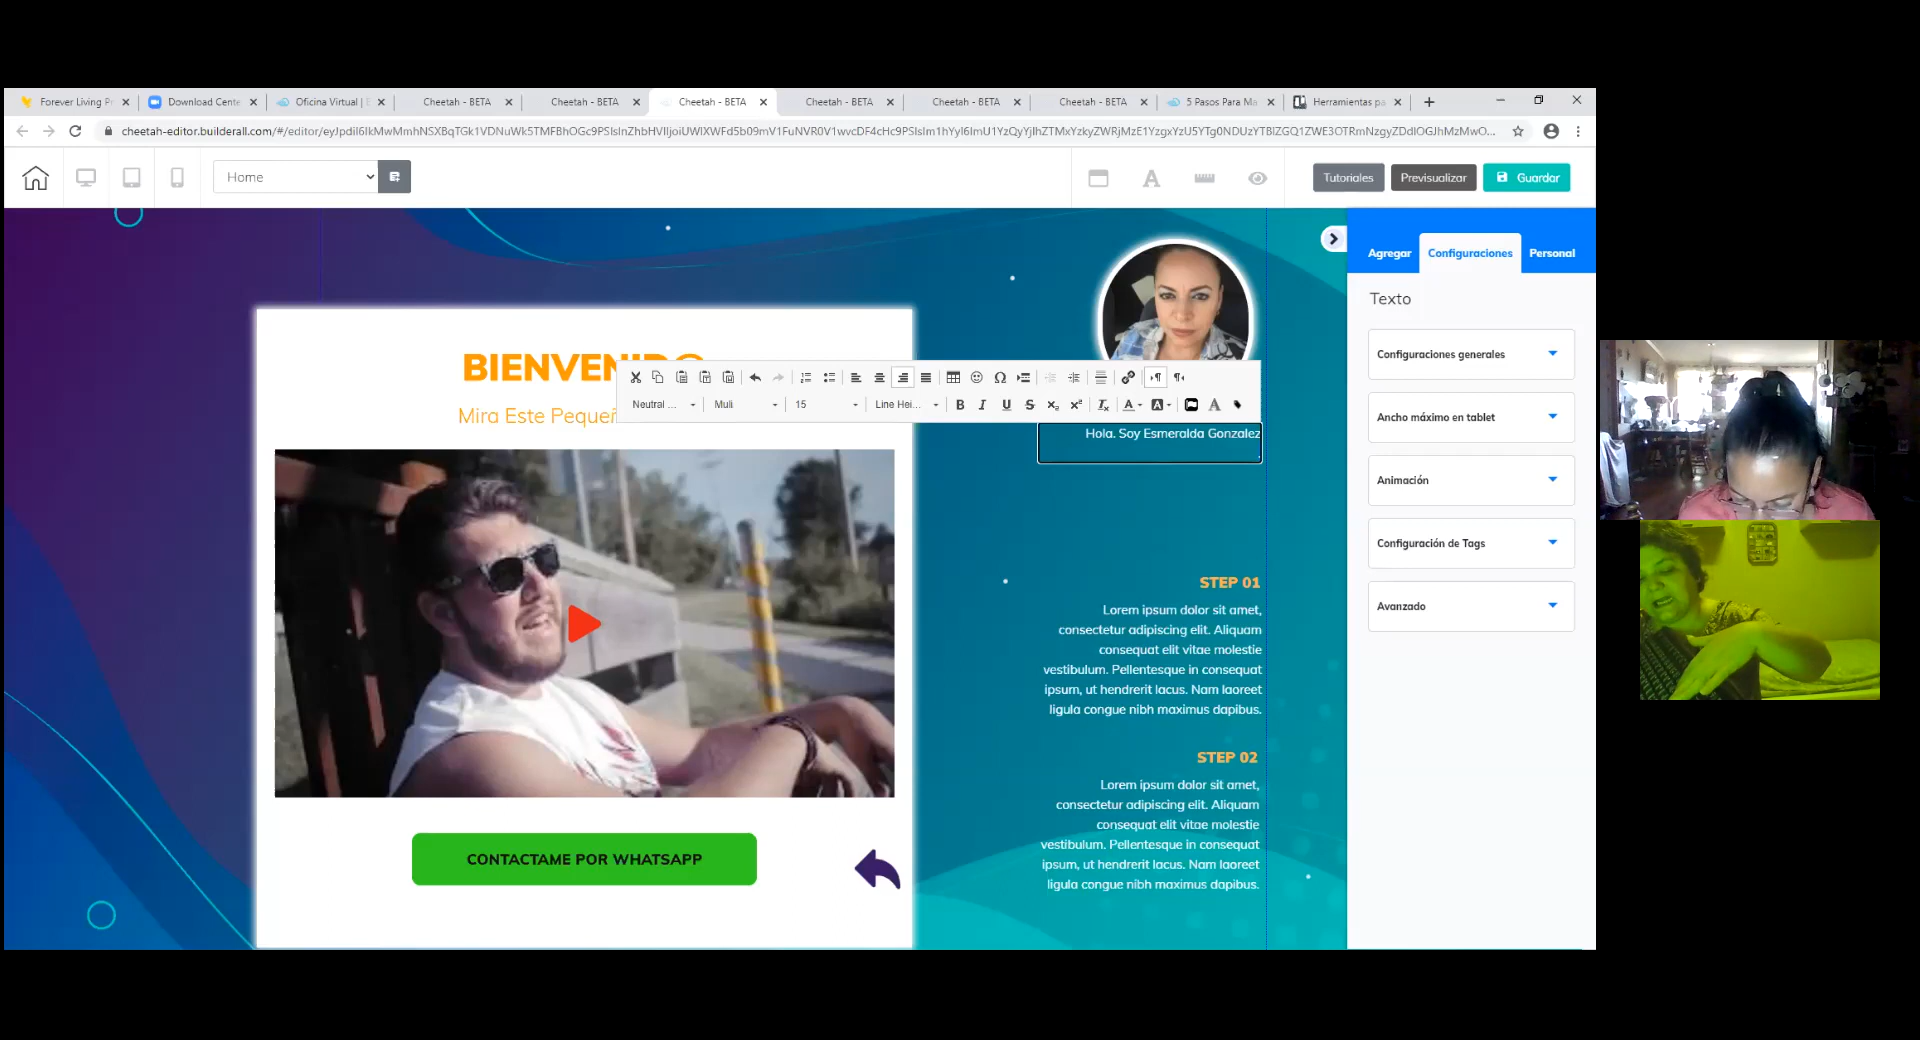 Forever Living Pr
Download Cente
Oficina Virtual |
Cheetah - BETA
Cheetah - BETA
Cheetah - BETA
Cheetah - BETA
Cheetah - BETA
Cheetah - BETA
5 Pasos Para Ma
Herramientas pa
Home
Tutoriales
Previsualizar
Guardar
Agregar
Configuraciones
Personal
Texto
Configuraciones generales
Ancho máximo en tablet
Animación
Configuración de Tags
Avanzado
Mira Este Pequeñ
Neutral ...
Muli
15
Line Hei...
Hola. Soy Esmeralda Gonzalez
STEP 01
Lorem ipsum dolor sit amet,
consectetur adipiscing elit. Aliquam
consequat elit vitae molestie
vestibulum. Pellentesque in consequat
ipsum, ut hendrerit lacus. Nam laoreet
ligula congue nibh maximus dapibus.
STEP 02
Lorem ipsum dolor sit amet,
consectetur adipiscing elit. Aliquam
consequat elit vitae molestie
vestibulum. Pellentesque in consequat
ipsum, ut hendrerit lacus. Nam laoreet
ligula congue nibh maximus dapibus.
CONTACTAME POR WHATSAPP